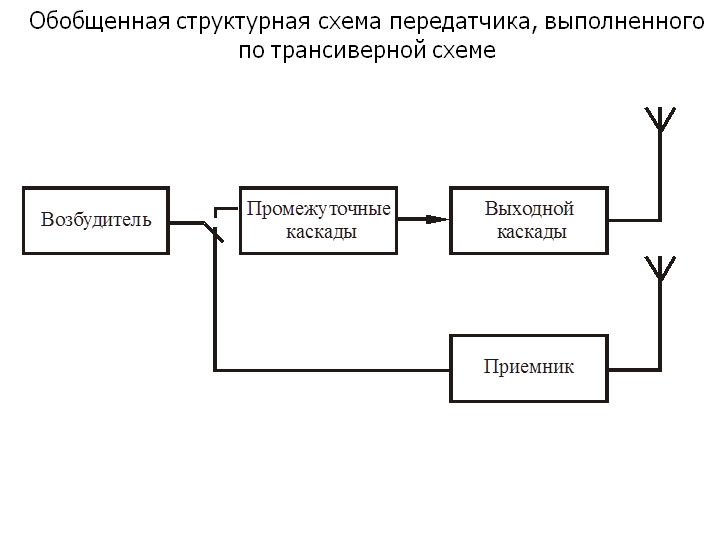 Обобщенная структурная схема передатчика, выполненного
по трансиверной схеме
Возбудитель
Промежуточные
каскады
Выходной
каскады
Приемник